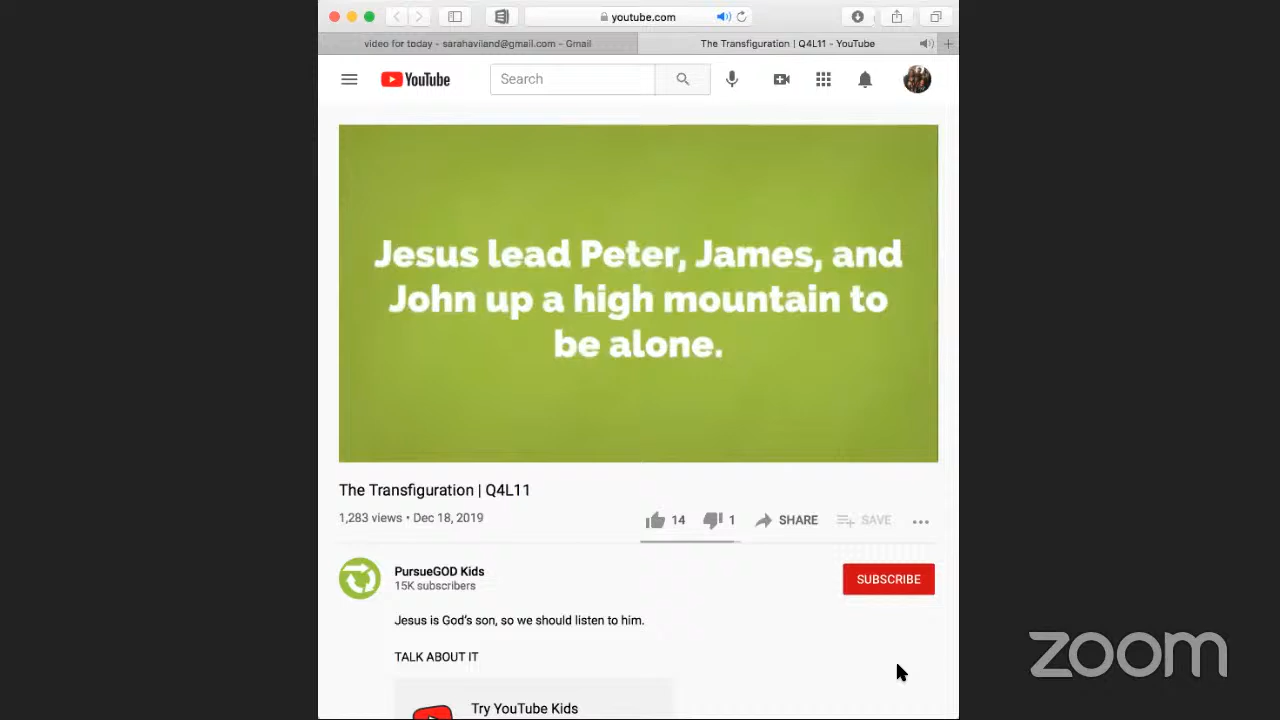 youtube.com
video for today - sarahaviland@gmail.com - Gmail
The Transfiguration | Q4L11 - YouTube
YouTube
Search
Jesus lead Peter, James, and
John up a high mountain to
be alone.
The Transfiguration | Q4L11
1,283 views • Dec 18, 2019
14
1
SHARE
SAVE
PursueGOD Kids
15K subscribers
SUBSCRIBE
Jesus is God's son, so we should listen to him.
TALK ABOUT IT
Try YouTube Kids
zoom